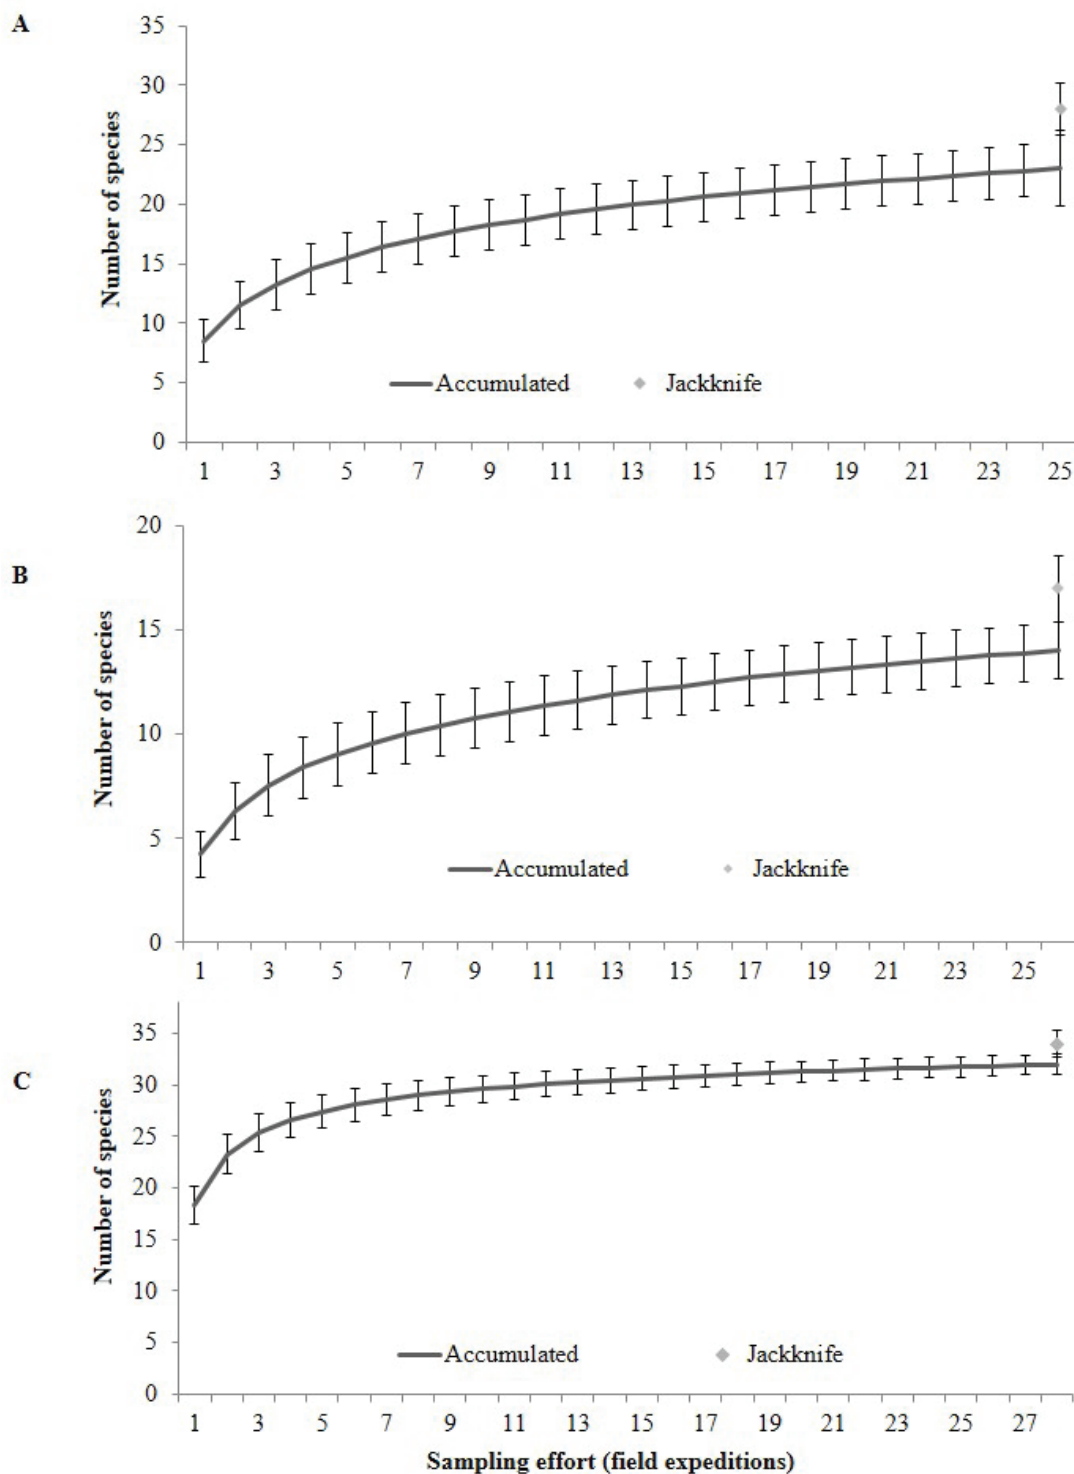 A
Number of species
35
30
25
20
15
10
5
0
Accumulated Jackknife
1 3 5 7 9 11 13 15 17 19 21 23 25
B
Number of species
20
15
10
5
0
Accumulated Jackknife
1 3 5 7 9 11 13 15 17 19 21 23 25
C
Number of species
35
30
25
20
15
10
5
0
Accumulated Jackknife
1 3 5 7 9 11 13 15 17 19 21 23 25 27
Sampling effort (field expeditions)